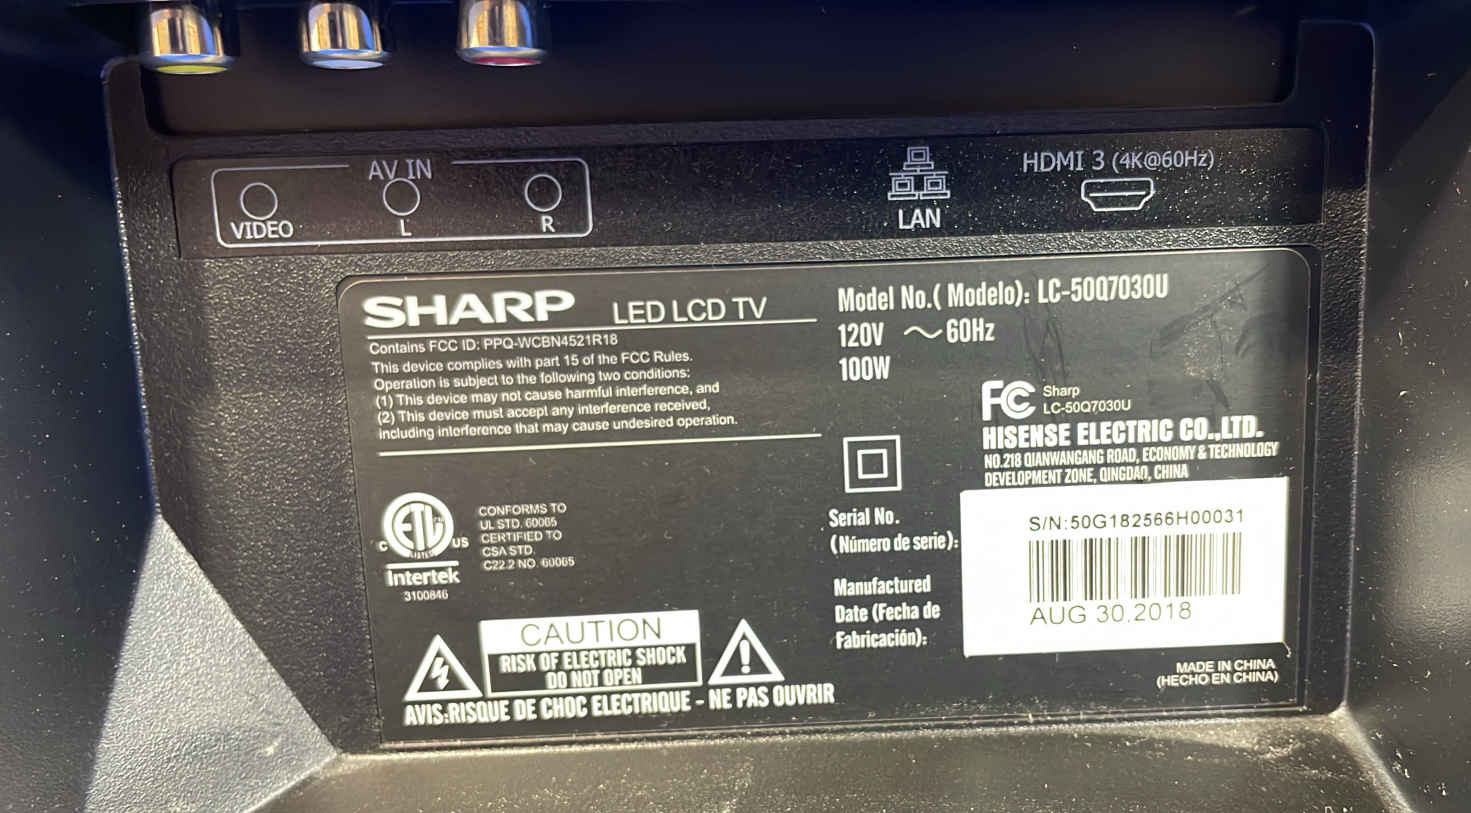 AV IN
VIDEO
L
R
LAN
HDMI 3 (4K@60Hz)
SHARP LED LCD TV
Contains FCC ID: PPQ-WCBN4521R18
This device complies with part 15 of the FCC Rules.
Operation is subject to the following two conditions:
(1) This device may not cause harmful interference, and
(2) This device must accept any interference received,
including interference that may cause undesired operation.
Model No.( Modelo): LC-50Q7030U
120V ～60Hz
100W
FC Sharp
LC-50Q7030U
HISENSE ELECTRIC CO.,LTD.
NO.218 QIANWANGANG ROAD, ECONOMY & TECHNOLOGY
DEVELOPMENT ZONE, QINGDAO, CHINA
ETL
C US
LISTED
Intertek
3100846
CONFORMS TO
UL STD. 60065
CERTIFIED TO
CSA STD.
C22.2 NO. 60065
Serial No.
(Número de serie):
S/N:50G182566H00031
Manufactured
Date (Fecha de
Fabricación):
AUG 30.2018
CAUTION
RISK OF ELECTRIC SHOCK
DO NOT OPEN
AVIS:RISQUE DE CHOC ELECTRIQUE - NE PAS OUVRIR
MADE IN CHINA
(HECHO EN CHINA)